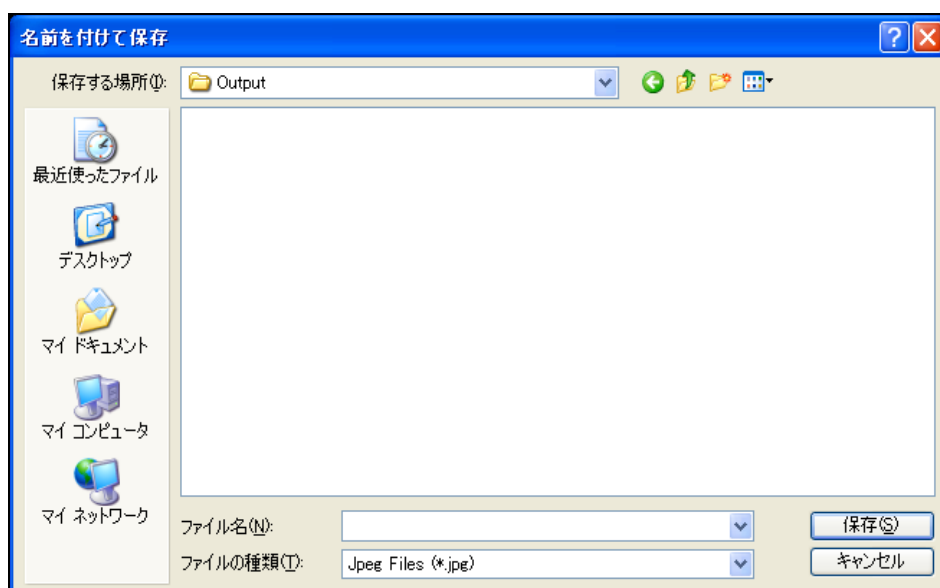 名前を付けて保存
保存する場所(I):
Output
最近使ったファイル
デスクトップ
マイ ドキュメント
マイ コンピュータ
マイ ネットワーク
ファイル名(N):
保存(S)
ファイルの種類(T):
Jpeg Files (*.jpg)
キャンセル